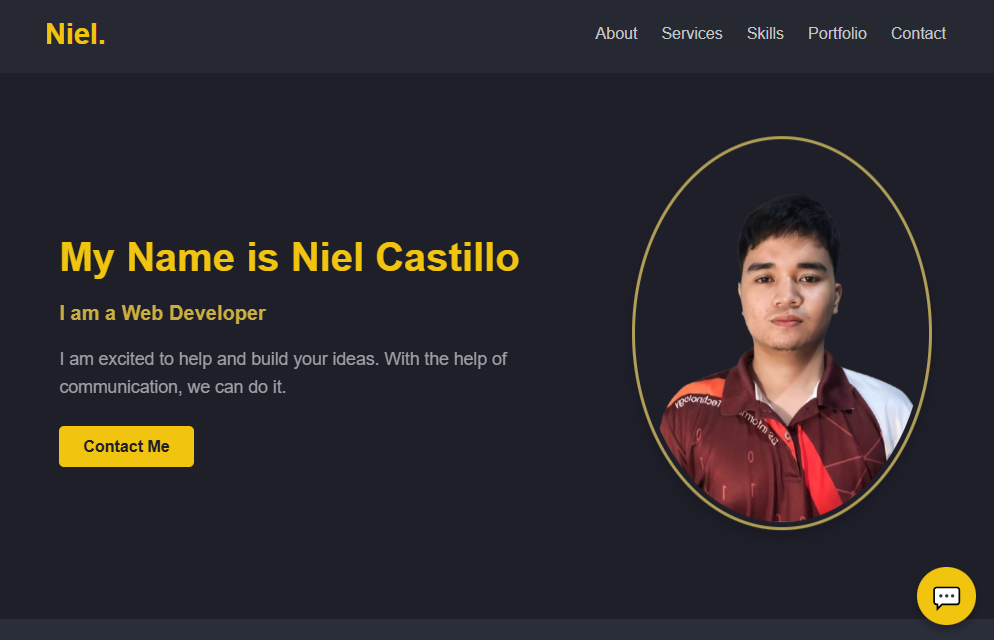 Niel.
About Services Skills Portfolio Contact
My Name is Niel Castillo
I am a Web Developer
I am excited to help and build your ideas. With the help of
communication, we can do it.
Contact Me